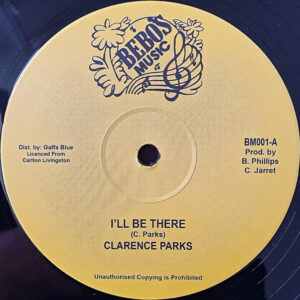 BEBO'S
MUSIC
Dist. by: Gaffa Blue
Licenced From
Carlton Livingston
BM001-A
Prod. by
B. Phillips
C. Jarret
I'LL BE THERE
(C. Parks)
CLARENCE PARKS
Unauthorised Copying is Prohibited